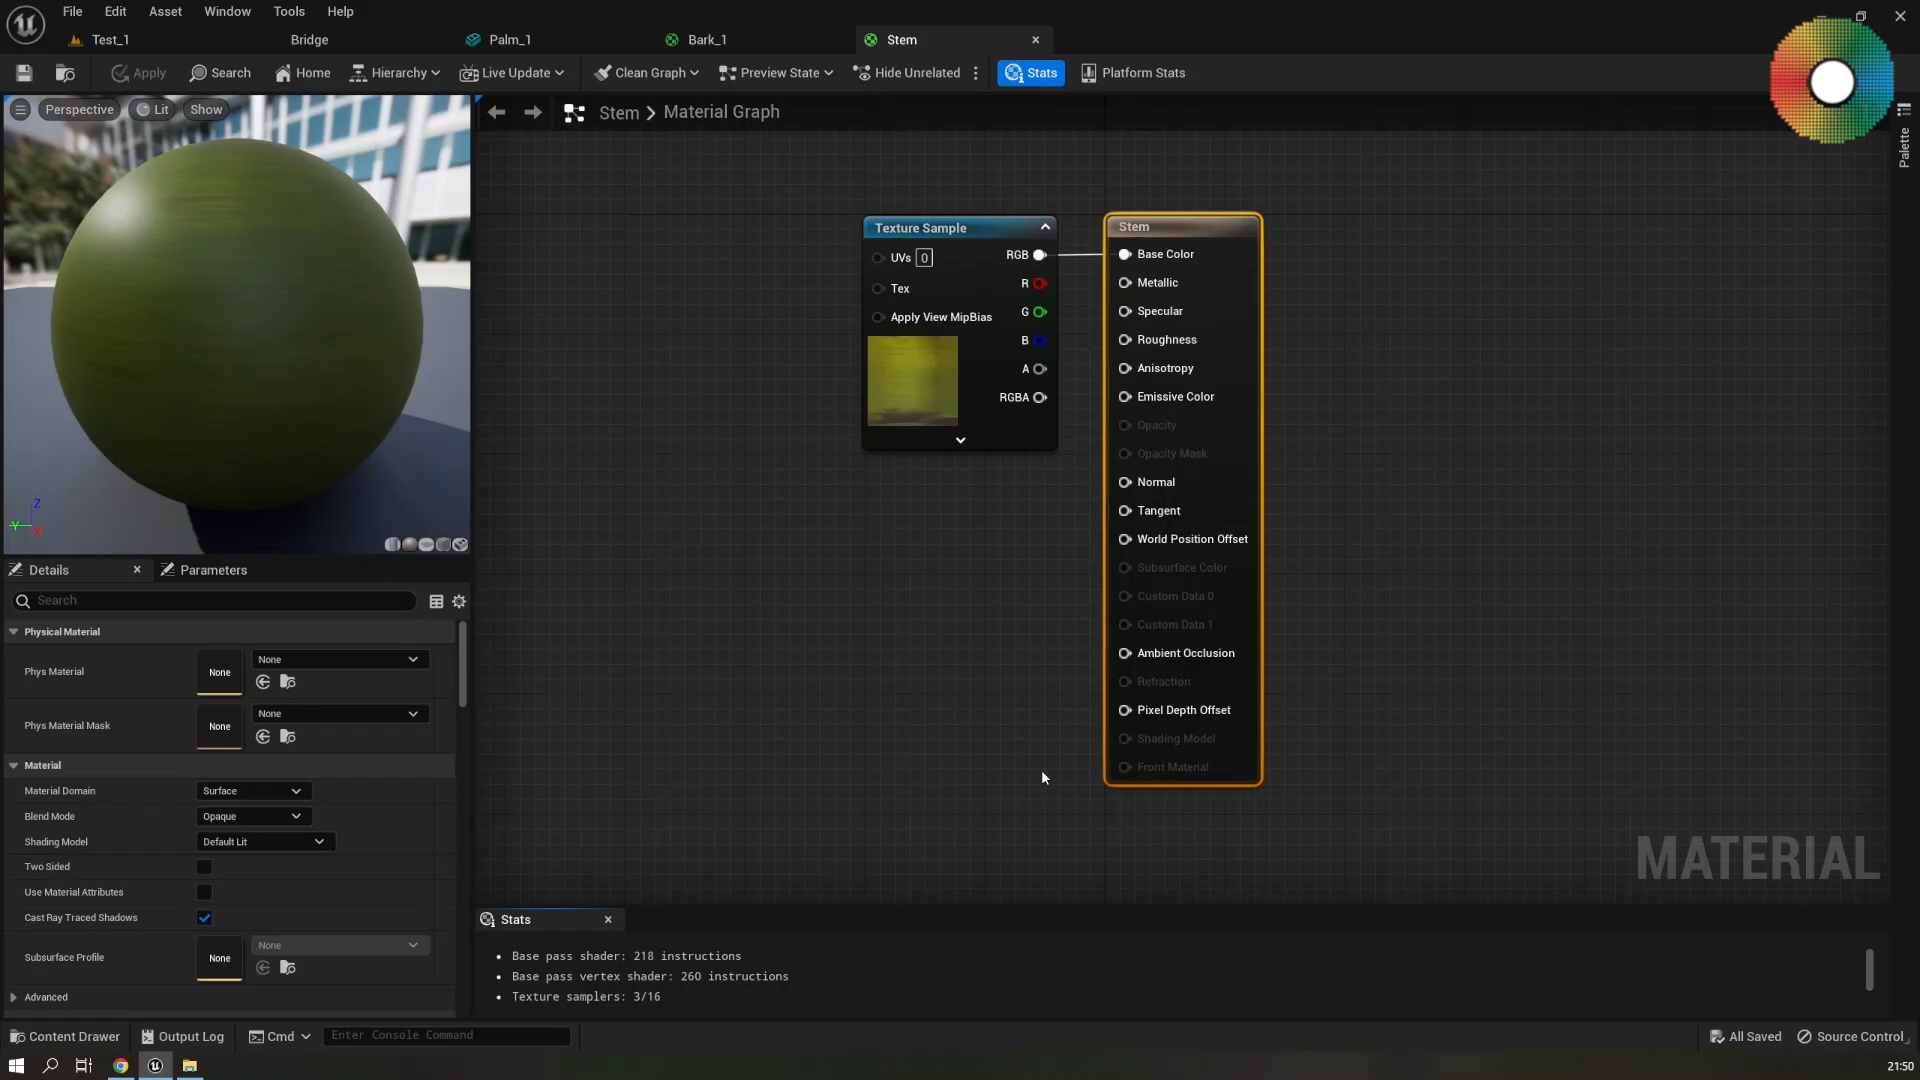 File Edit Asset Window Tools Help
Test_1 Bridge Palm_1 Bark_1 Stem
Apply Search Home Hierarchy Live Update Clean Graph Preview State Hide Unrelated Stats Platform Stats
Perspective Lit Show
Stem > Material Graph
Palette
Texture Sample
UVs 0 RGB
R
Tex
G
Apply View MipBias
B
A
RGBA
Stem
Base Color
Metallic
Specular
Roughness
Anisotropy
Emissive Color
Opacity
Opacity Mask
Normal
Tangent
World Position Offset
Subsurface Color
Custom Data 0
Custom Data 1
Ambient Occlusion
Refraction
Pixel Depth Offset
Shading Model
Front Material
Z
Y
X
Details Parameters
Search
Physical Material
Phys Material None None
Phys Material Mask None None
Material
Material Domain Surface
Blend Mode Opaque
Shading Model Default Lit
Two Sided
Use Material Attributes
Cast Ray Traced Shadows
Subsurface Profile None None
Advanced
MATERIAL
Stats
Base pass shader: 218 instructions
Base pass vertex shader: 260 instructions
Texture samplers: 3/16
Content Drawer Output Log Cmd Enter Console Command All Saved Source Control
21:50